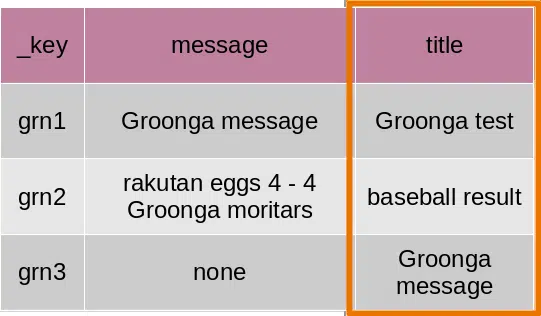 _key message title
grn1 Groonga message Groonga test
grn2 rakutan eggs 4 - 4 baseball result
Groonga moritars
grn3 none Groonga
message